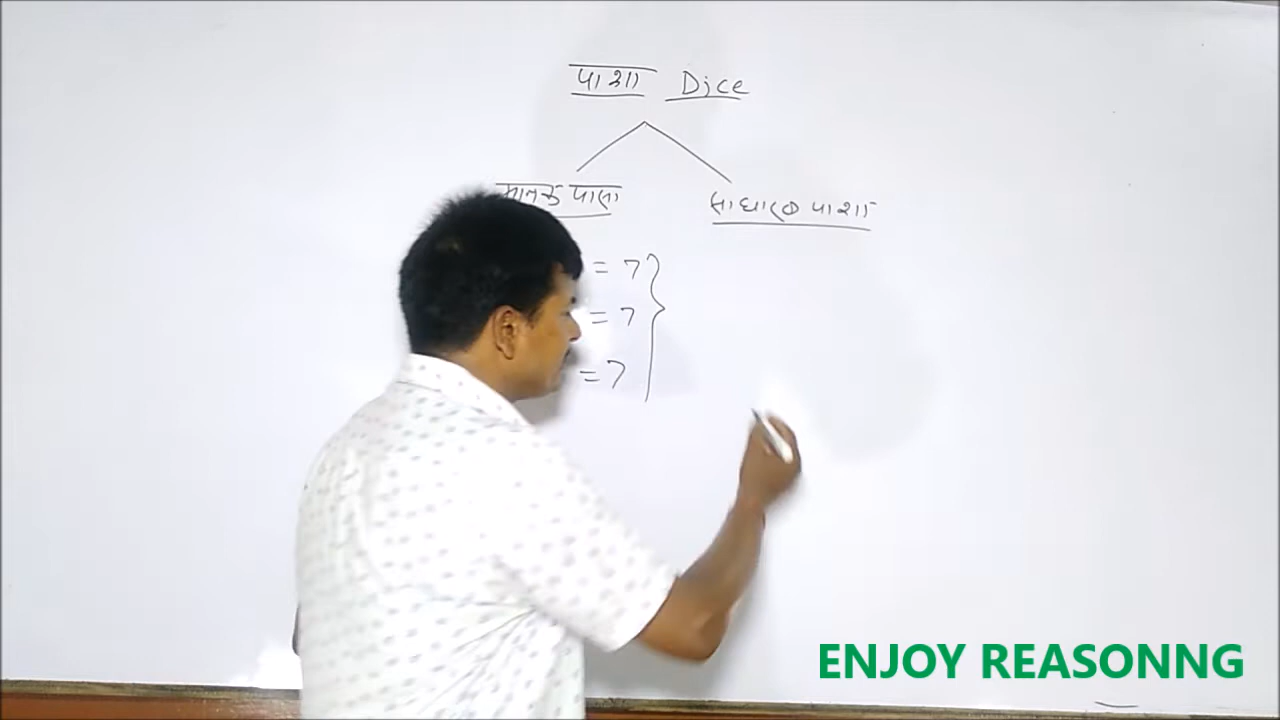 पाशा Dice
मानक पासा साधारण पाशा
= 7
= 7
= 7
ENJOY REASONNG